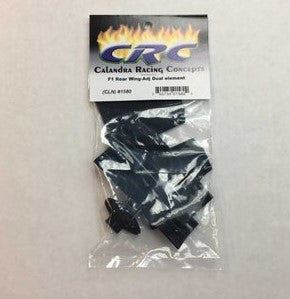 CRC
Calandra Racing Concepts
F1 Rear Wing-Adj Dual element
(CLN) #1580